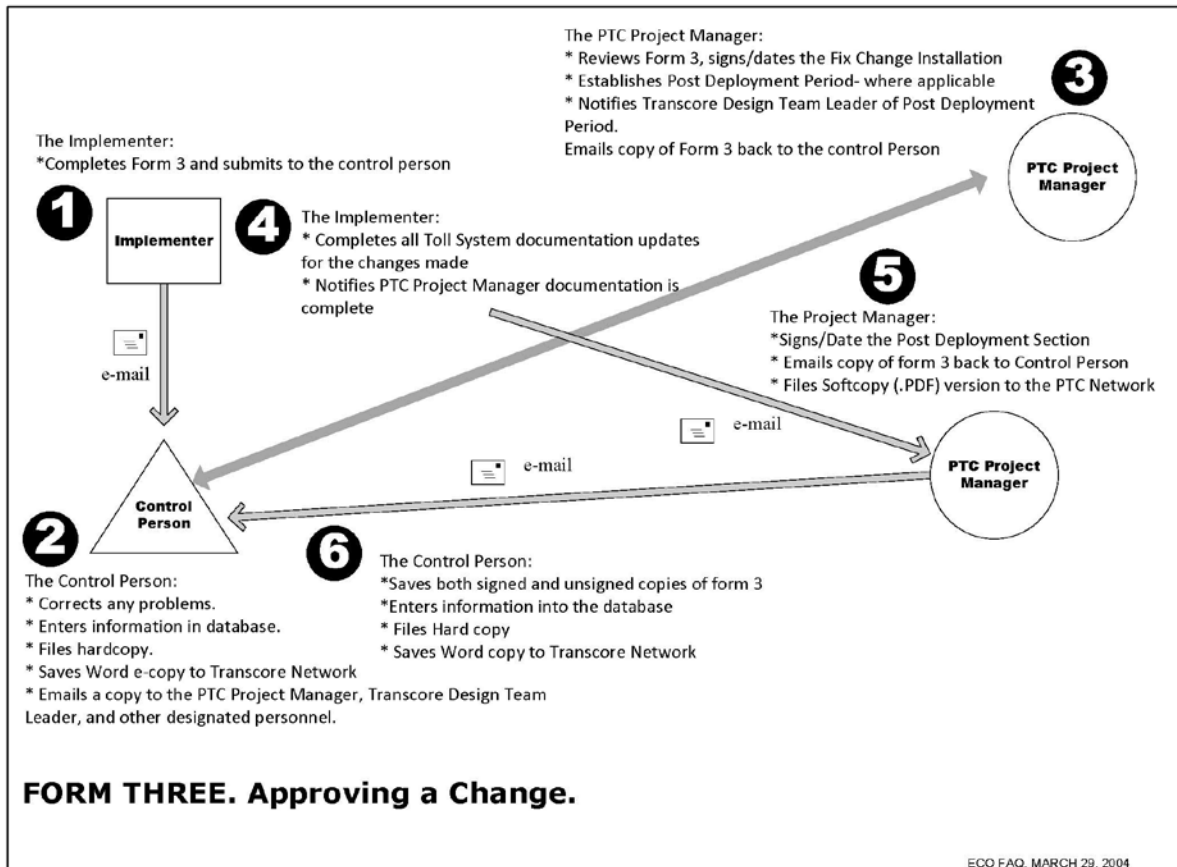 The PTC Project Manager:
* Reviews Form 3, signs/dates the Fix Change Installation
* Establishes Post Deployment Period- where applicable
* Notifies Transcore Design Team Leader of Post Deployment
Period.
Emails copy of Form 3 back to the control Person
3
PTC Project
Manager
The Implementer:
*Completes Form 3 and submits to the control person
1
Implementer
e-mail
4
The Implementer:
* Completes all Toll System documentation updates
for the changes made
* Notifies PTC Project Manager documentation is
complete
5
The Project Manager:
*Signs/Date the Post Deployment Section
* Emails copy of form 3 back to Control Person
* Files Softcopy (.PDF) version to the PTC Network
e-mail
e-mail
PTC Project
Manager
Control
Person
2
The Control Person:
* Corrects any problems.
* Enters information in database.
* Files hardcopy.
* Saves Word e-copy to Transcore Network
* Emails a copy to the PTC Project Manager, Transcore Design Team
Leader, and other designated personnel.
6
The Control Person:
*Saves both signed and unsigned copies of form 3
*Enters information into the database
* Files Hard copy
* Saves Word copy to Transcore Network
FORM THREE. Approving a Change.
ECO FAQ, MARCH 29, 2004